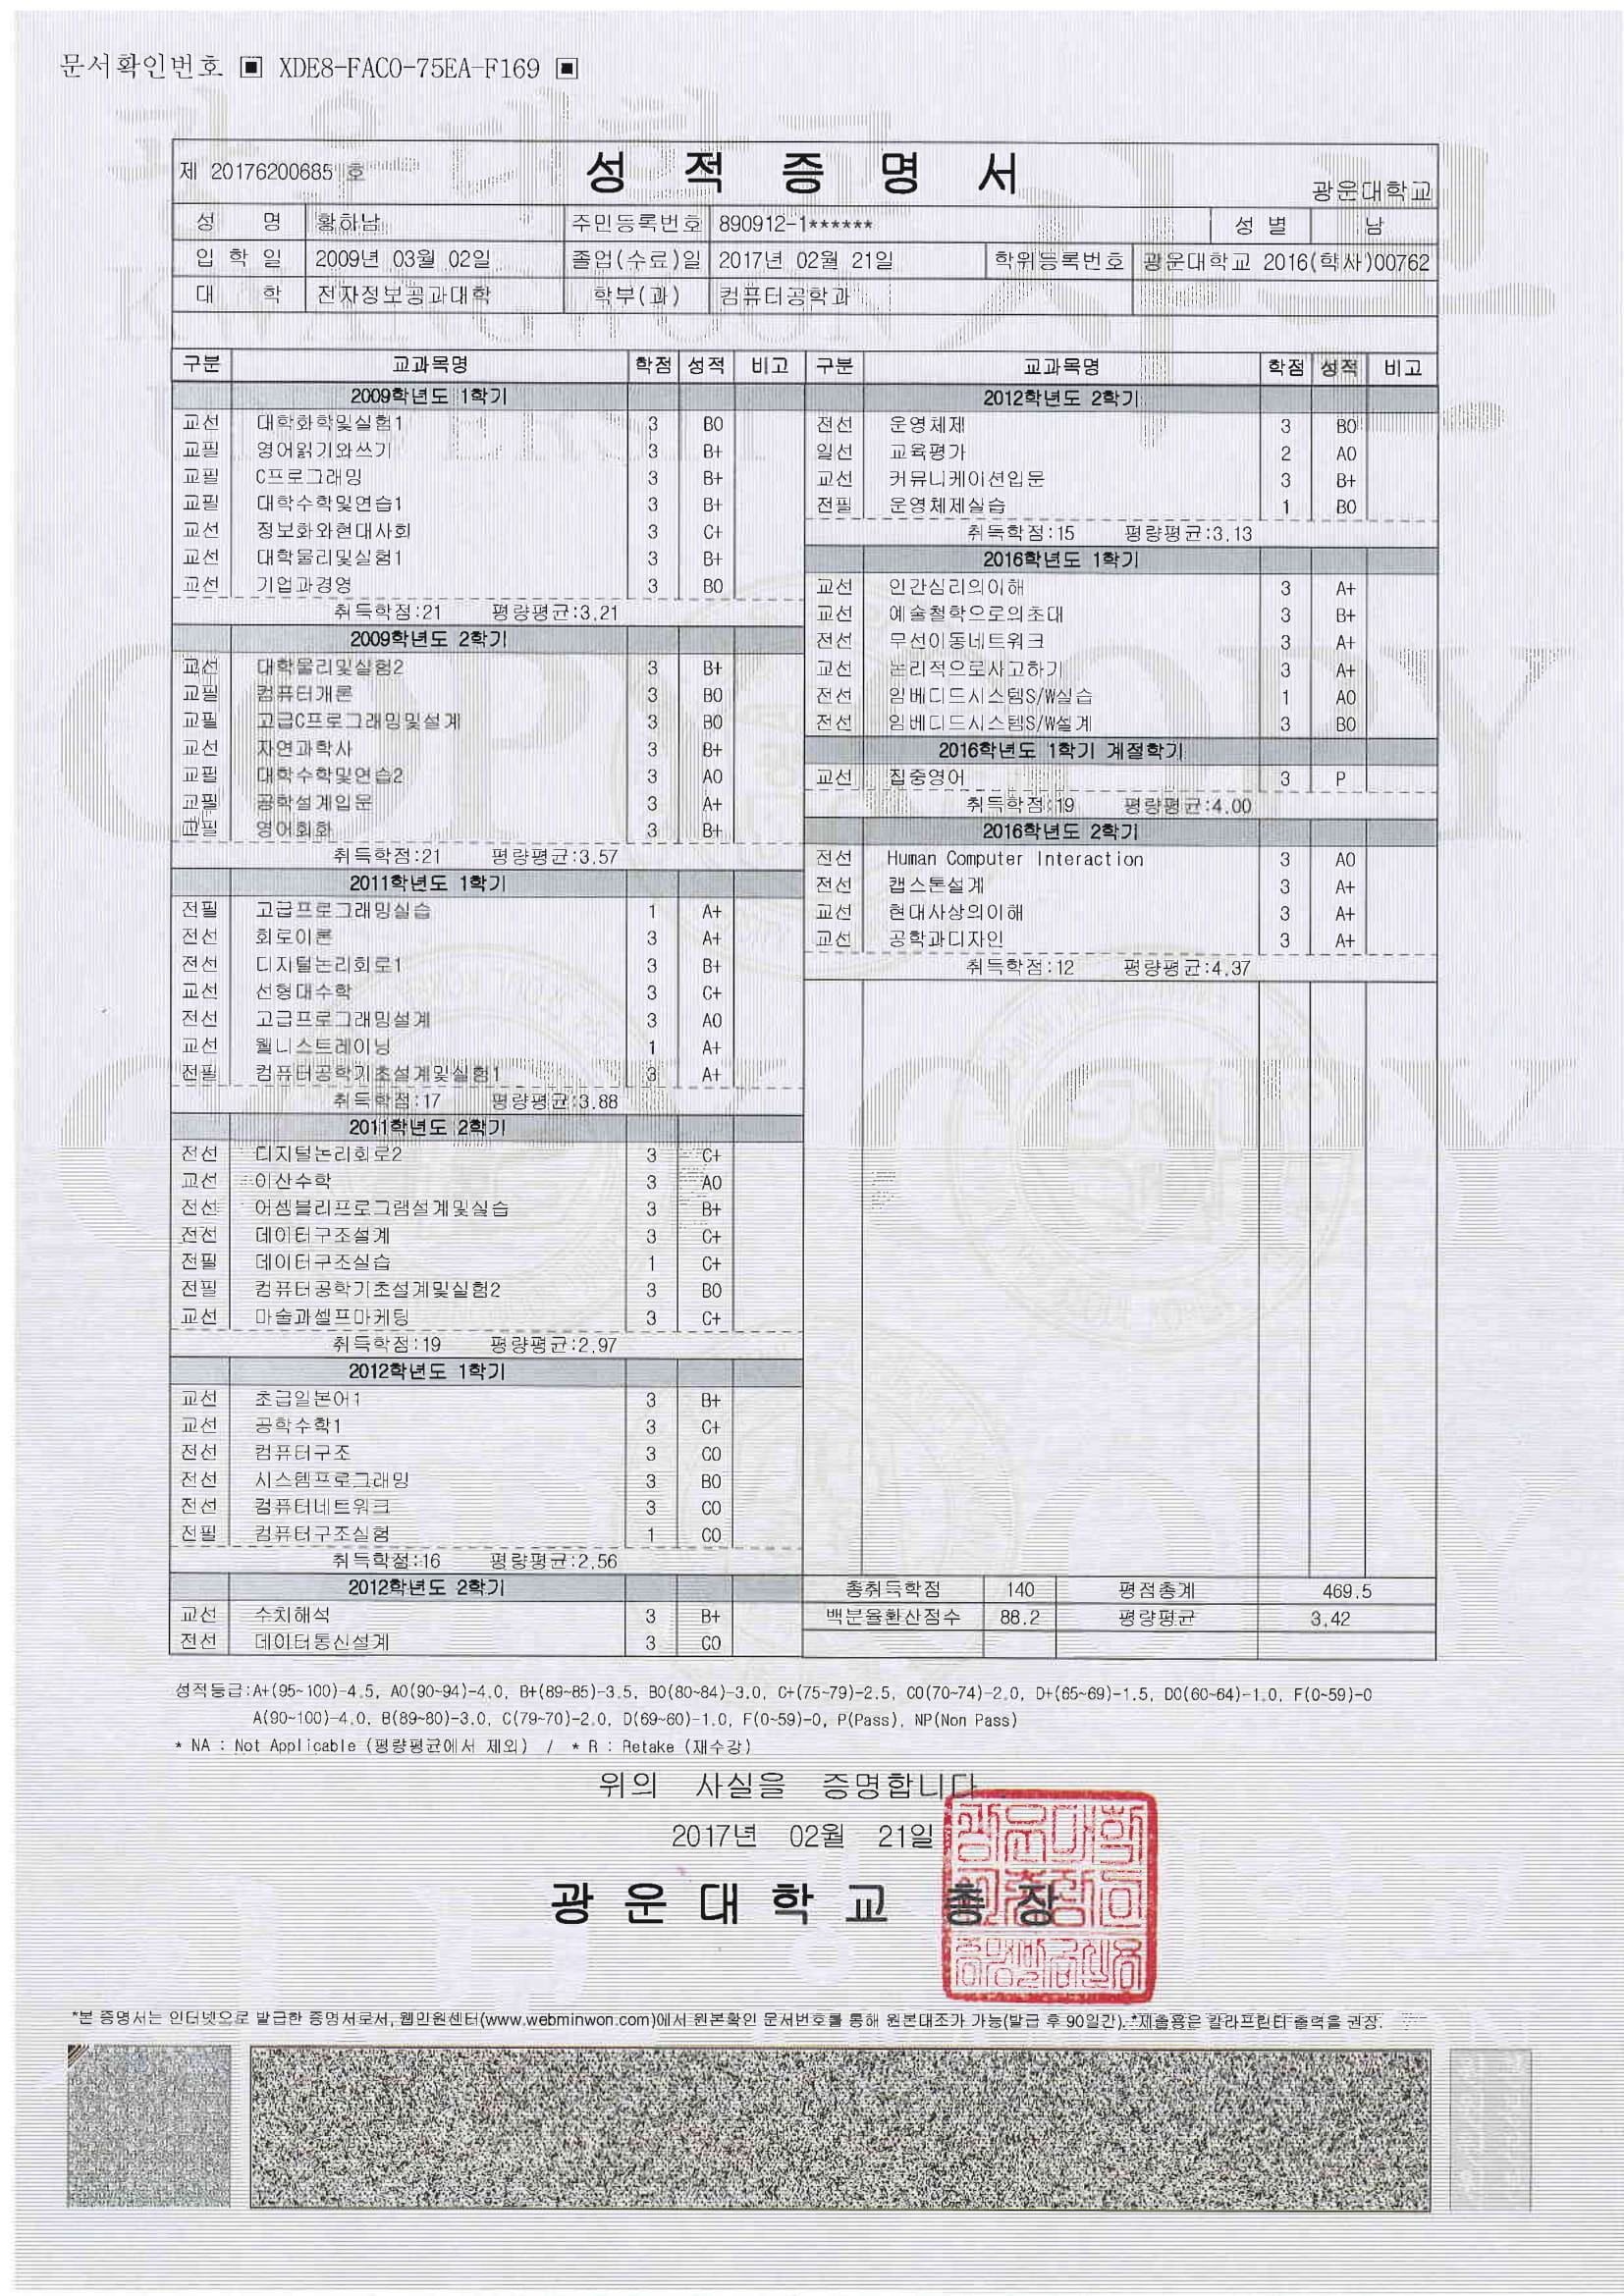 문서확인번호 ▣ XDE8-FACO-75EA-F169 ▣
제 20176200685 호
성 적 증 명 서
광운대학교
성 명 황하남 주민등록번호 890912-1****** 성 별 남
입 학 일 2009년 03월 02일 졸업(수료)일 2017년 02월 21일 학위등록번호 광운대학교 2016(학사)00762
대 학 전자정보공과대학 학부(과) 컴퓨터공학과
구분 교과목명 학점 성적 비고
2009학년도 1학기
교선 대학화학및실험1 3 B0
교필 영어읽기와쓰기 3 B+
교필 C프로그래밍 3 B+
교필 대학수학및연습1 3 B+
교선 정보화와현대사회 3 C+
교선 대학물리및실험1 3 B+
교선 기업과경영 3 B0
취득학점:21 평량평균:3.21
2009학년도 2학기
교선 대학물리및실험2 3 B+
교필 컴퓨터개론 3 B0
교필 고급C프로그래밍및설계 3 B0
교선 자연과학사 3 B+
교필 대학수학및연습2 3 A0
교필 공학설계입문 3 A+
교필 영어회화 3 B+
취득학점:21 평량평균:3.57
2011학년도 1학기
전필 고급프로그래밍실습 1 A+
전선 회로이론 3 A+
전선 디지털논리회로1 3 B+
교선 선형대수학 3 C+
전선 고급프로그래밍설계 3 A0
교선 웰니스트레이닝 1 A+
전필 컴퓨터공학기초설계및실험1 3 A+
취득학점:17 평량평균:3.88
2011학년도 2학기
전선 디지털논리회로2 3 C+
교선 이산수학 3 A0
전선 어셈블리프로그램설계및실습 3 B+
전선 데이터구조설계 3 C+
전필 데이터구조실습 1 C+
전필 컴퓨터공학기초설계및실험2 3 B0
교선 마술과셀프마케팅 3 C+
취득학점:19 평량평균:2.97
2012학년도 1학기
교선 초급일본어1 3 B+
교선 공학수학1 3 C+
전선 컴퓨터구조 3 C0
전선 시스템프로그래밍 3 B0
전선 컴퓨터네트워크 3 C0
전필 컴퓨터구조실험 1 C0
취득학점:16 평량평균:2.56
2012학년도 2학기
교선 수치해석 3 B+
전선 데이터통신설계 3 C0
구분 교과목명 학점 성적 비고
2012학년도 2학기
전선 운영체제 3 B0
일선 교육평가 2 A0
교선 커뮤니케이션입문 3 B+
전필 운영체제실습 1 B0
취득학점:15 평량평균:3.13
2016학년도 1학기
교선 인간심리의이해 3 A+
교선 예술철학으로의초대 3 B+
전선 무선이동네트워크 3 A+
교선 논리적으로사고하기 3 A+
전선 임베디드시스템S/W실습 1 A0
전선 임베디드시스템S/W설계 3 B0
2016학년도 1학기 계절학기
교선 집중영어 3 P
취득학점:19 평량평균:4.00
2016학년도 2학기
전선 Human Computer Interaction 3 A0
전선 캡스톤설계 3 A+
교선 현대사상의이해 3 A+
교선 공학과디자인 3 A+
취득학점:12 평량평균:4.37
총취득학점 140 평점총계 469.5
백분율환산점수 88.2 평량평균 3.42
성적등급:A+(95~100)-4.5, A0(90~94)-4.0, B+(89~85)-3.5, B0(80~84)-3.0, C+(75~79)-2.5, C0(70~74)-2.0, D+(65~69)-1.5, D0(60~64)-1.0, F(0~59)-0
A(90~100)-4.0, B(89~80)-3.0, C(79~70)-2.0, D(69~60)-1.0, F(0~59)-0, P(Pass), NP(Non Pass)
* NA : Not Applicable (평량평균에서 제외) / * R : Retake (재수강)
위의 사실을 증명합니다
2017년 02월 21일
광 운 대 학 교 총 장
*본 증명서는 인터넷으로 발급한 증명서로서, 웹민원센터(www.webminwon.com)에서 원본확인 문서번호를 통해 원본대조가 가능(발급 후 90일간). *제출용은 칼라프린터 출력을 권장.